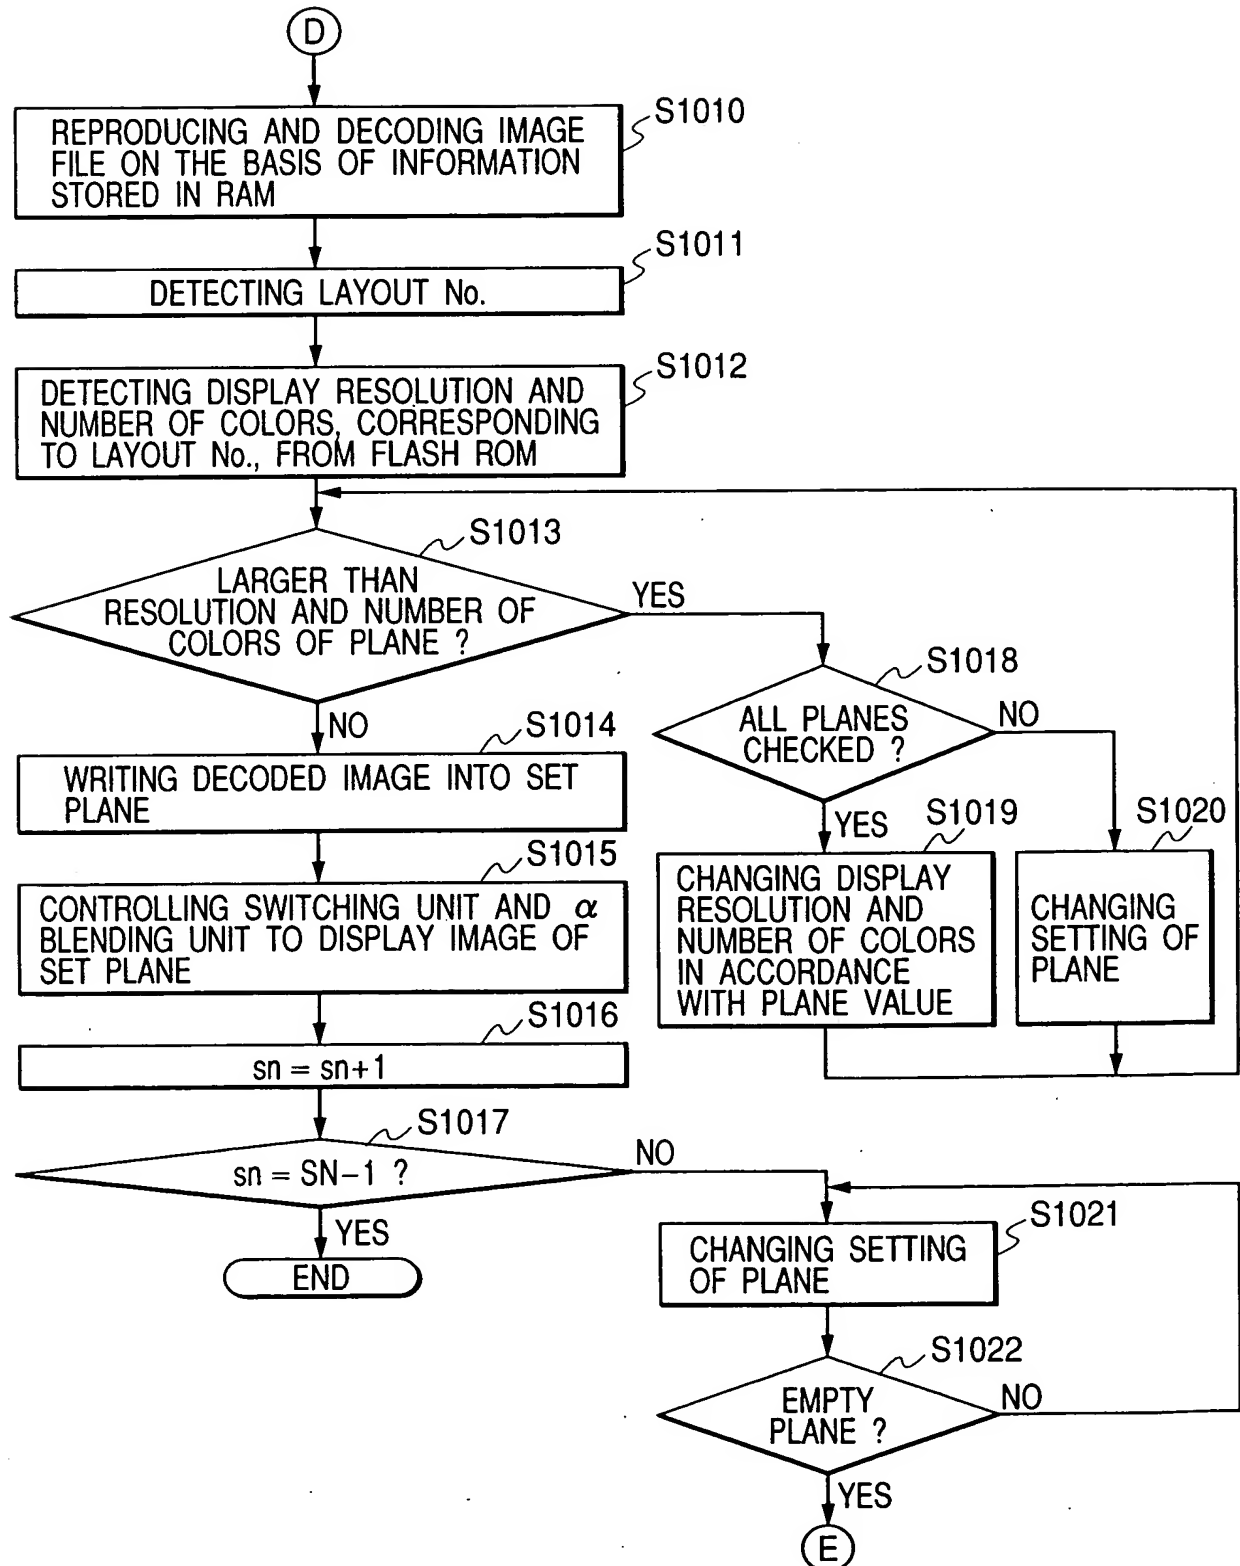 D
S1010
REPRODUCING AND DECODING IMAGE
FILE ON THE BASIS OF INFORMATION
STORED IN RAM
S1011
DETECTING LAYOUT No.
S1012
DETECTING DISPLAY RESOLUTION AND
NUMBER OF COLORS, CORRESPONDING
TO LAYOUT No., FROM FLASH ROM
S1013
LARGER THAN
RESOLUTION AND NUMBER OF
COLORS OF PLANE ?
YES
NO
S1018
ALL PLANES
CHECKED ?
NO
YES
S1014
WRITING DECODED IMAGE INTO SET
PLANE
S1019
CHANGING DISPLAY
RESOLUTION AND
NUMBER OF COLORS
IN ACCORDANCE
WITH PLANE VALUE
S1020
CHANGING
SETTING OF
PLANE
S1015
CONTROLLING SWITCHING UNIT AND α
BLENDING UNIT TO DISPLAY IMAGE OF
SET PLANE
S1016
sn = sn+1
S1017
sn = SN-1 ?
NO
YES
END
S1021
CHANGING SETTING
OF PLANE
S1022
EMPTY
PLANE ?
NO
YES
E